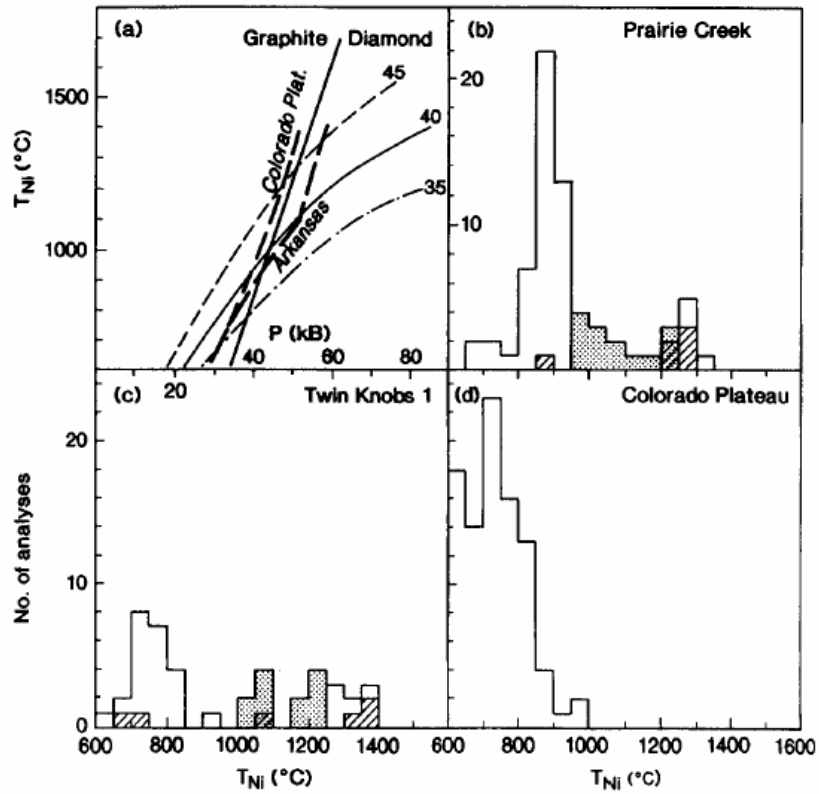 (a)
Graphite Diamond
Colorado Plat.
45
40
35
Arkansas
1500
1000
T_Ni (°C)
P (kB)
20
40
60
80
(b)
Prairie Creek
20
10
(c)
Twin Knobs 1
20
10
0
No. of analyses
600 800 1000 1200 1400
T_Ni (°C)
(d)
Colorado Plateau
600 800 1000 1200 1400 1600
T_Ni (°C)